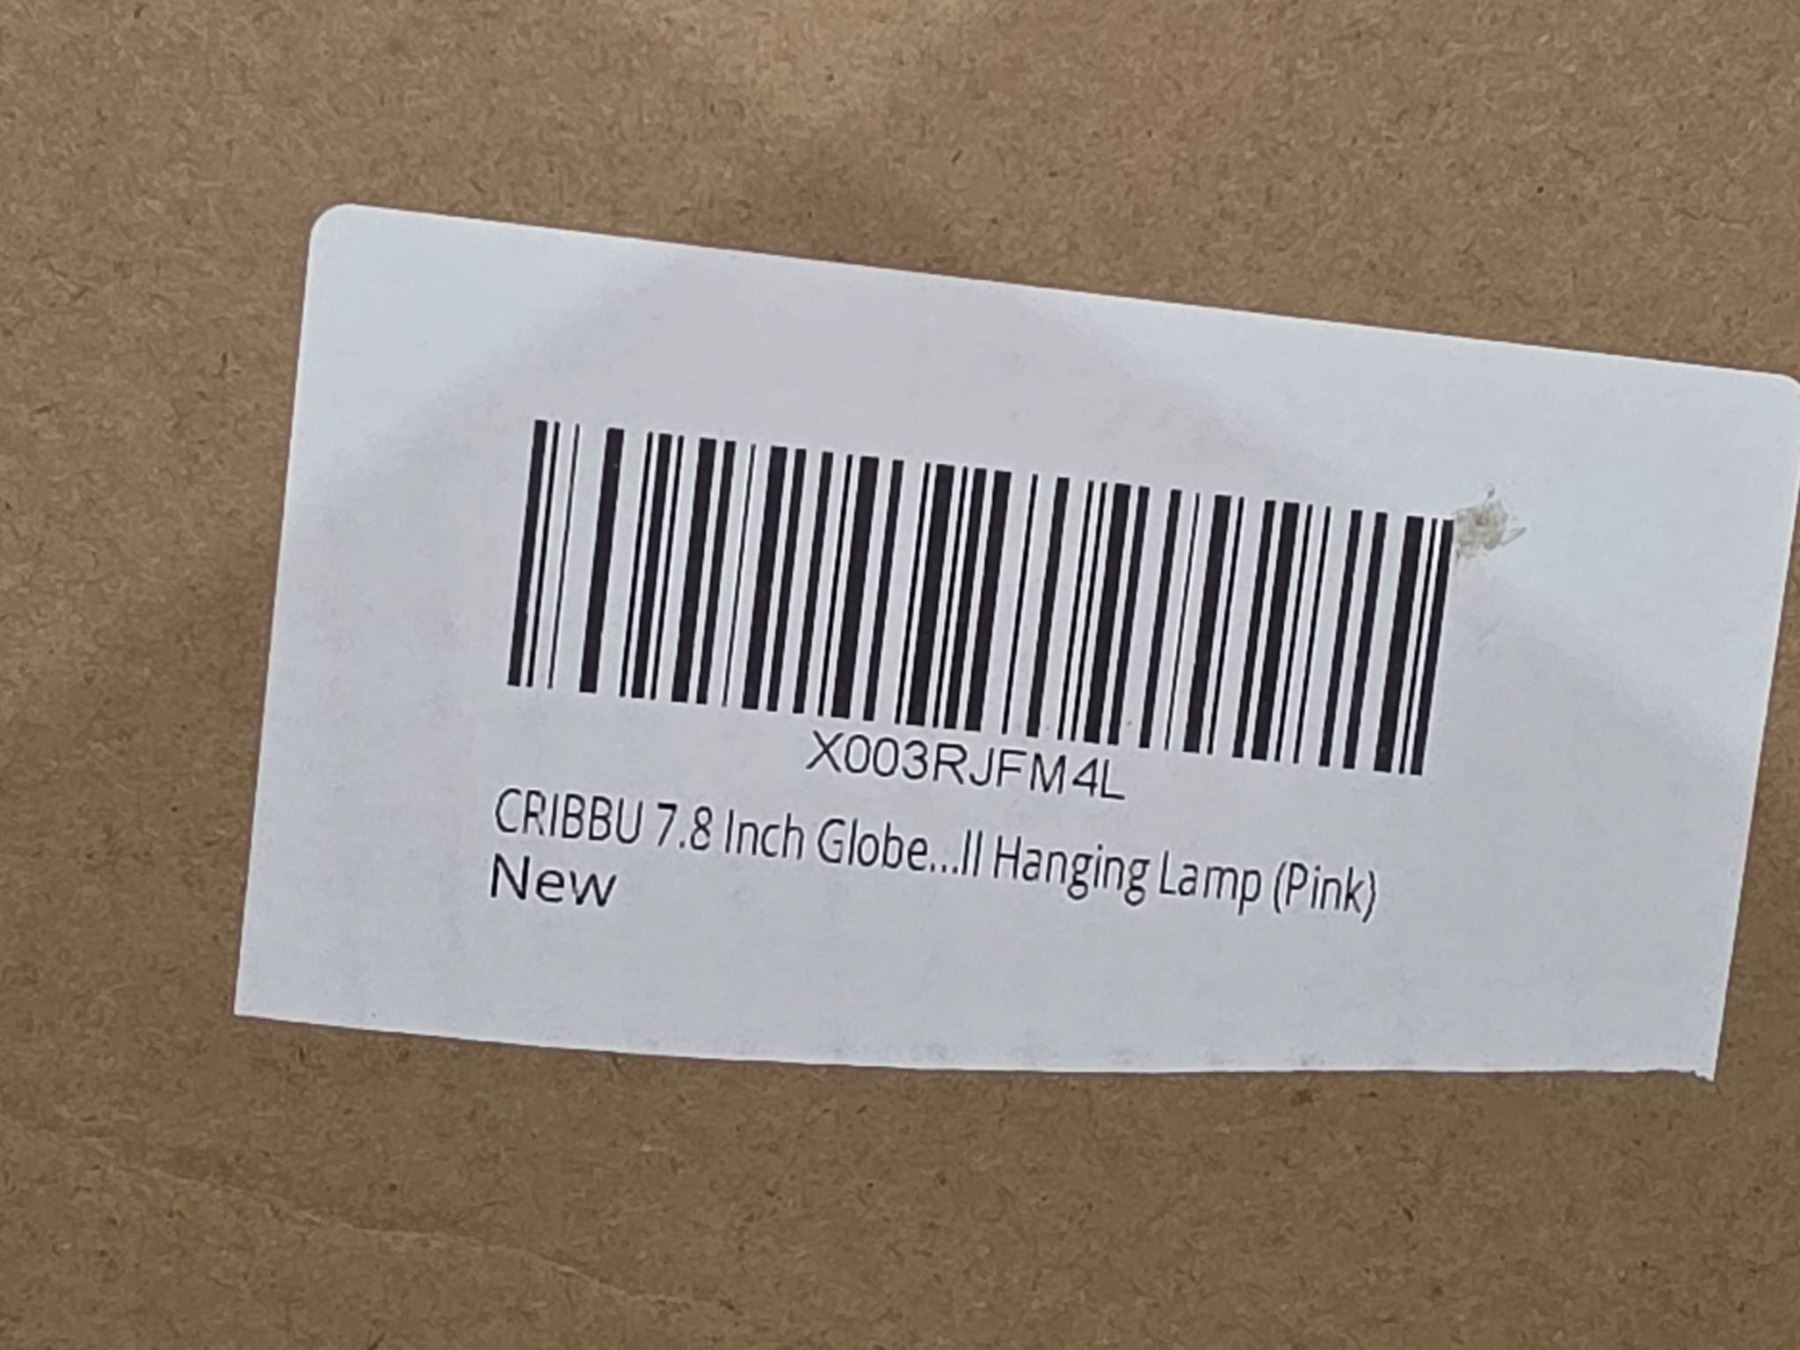 X003RJFM4L
CRIBBU 7.8 Inch Globe...ll Hanging Lamp (Pink)
New